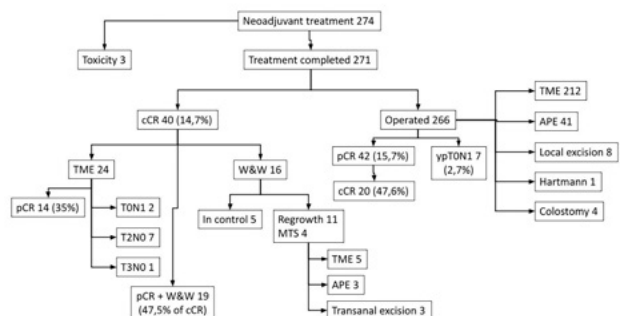 Neoadjuvant treatment 274
Toxicity 3
Treatment completed 271
cCR 40 (14,7%)
Operated 266
TME 212
APE 41
Local excision 8
Hartmann 1
Colostomy 4
TME 24
W&W 16
pCR 42 (15,7%)
ypT0N1 7
(2,7%)
cCR 20 (47,6%)
pCR 14 (35%)
T0N1 2
T2N0 7
T3N0 1
In control 5
Regrowth 11
MTS 4
TME 5
APE 3
Transanal excision 3
pCR + W&W 19
(47,5% of cCR)